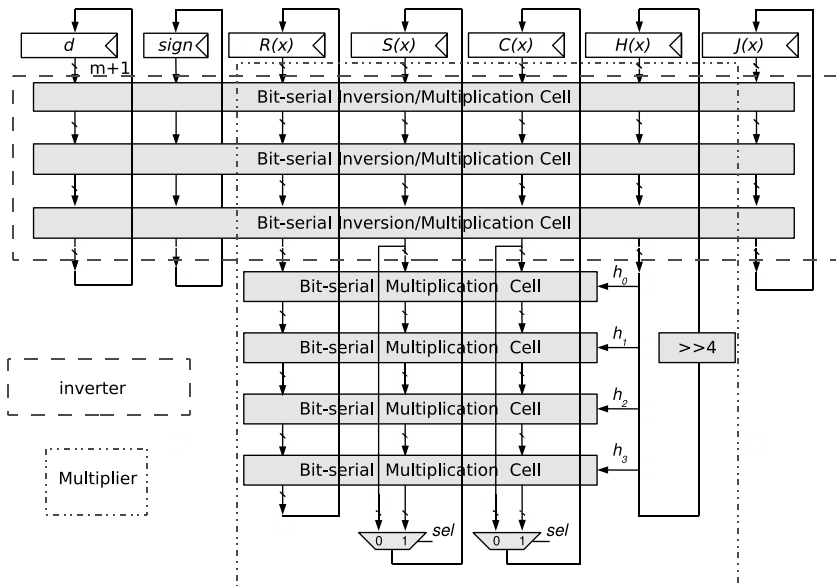 d sign R(x) S(x) C(x) H(x) J(x)
m+1
Bit-serial Inversion/Multiplication Cell
Bit-serial Inversion/Multiplication Cell
Bit-serial Inversion/Multiplication Cell
Bit-serial Multiplication Cell h0
Bit-serial Multiplication Cell h1 >>4
inverter
Bit-serial Multiplication Cell h2
Bit-serial Multiplication Cell h3
Multiplier
0 1 sel 0 1 sel